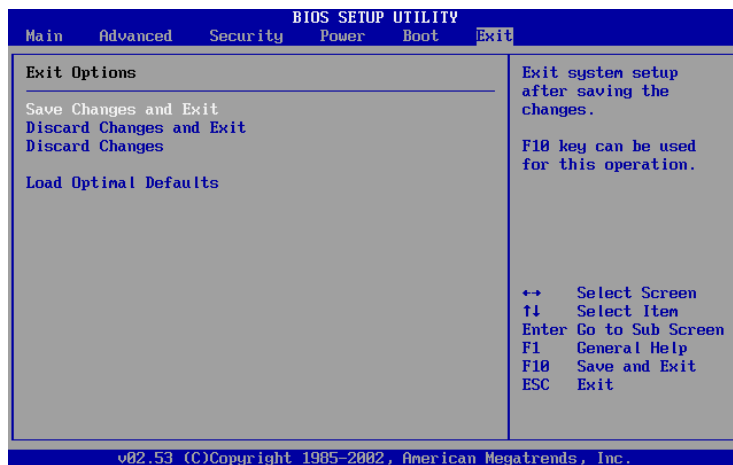 BIOS SETUP UTILITY
Main Advanced Security Power Boot Exit
Exit Options
Save Changes and Exit
Discard Changes and Exit
Discard Changes
Load Optimal Defaults
Exit system setup
after saving the
changes.
F10 key can be used
for this operation.
↔ Select Screen
↑↓ Select Item
Enter Go to Sub Screen
F1 General Help
F10 Save and Exit
ESC Exit
v02.53 (C)Copyright 1985-2002, American Megatrends, Inc.